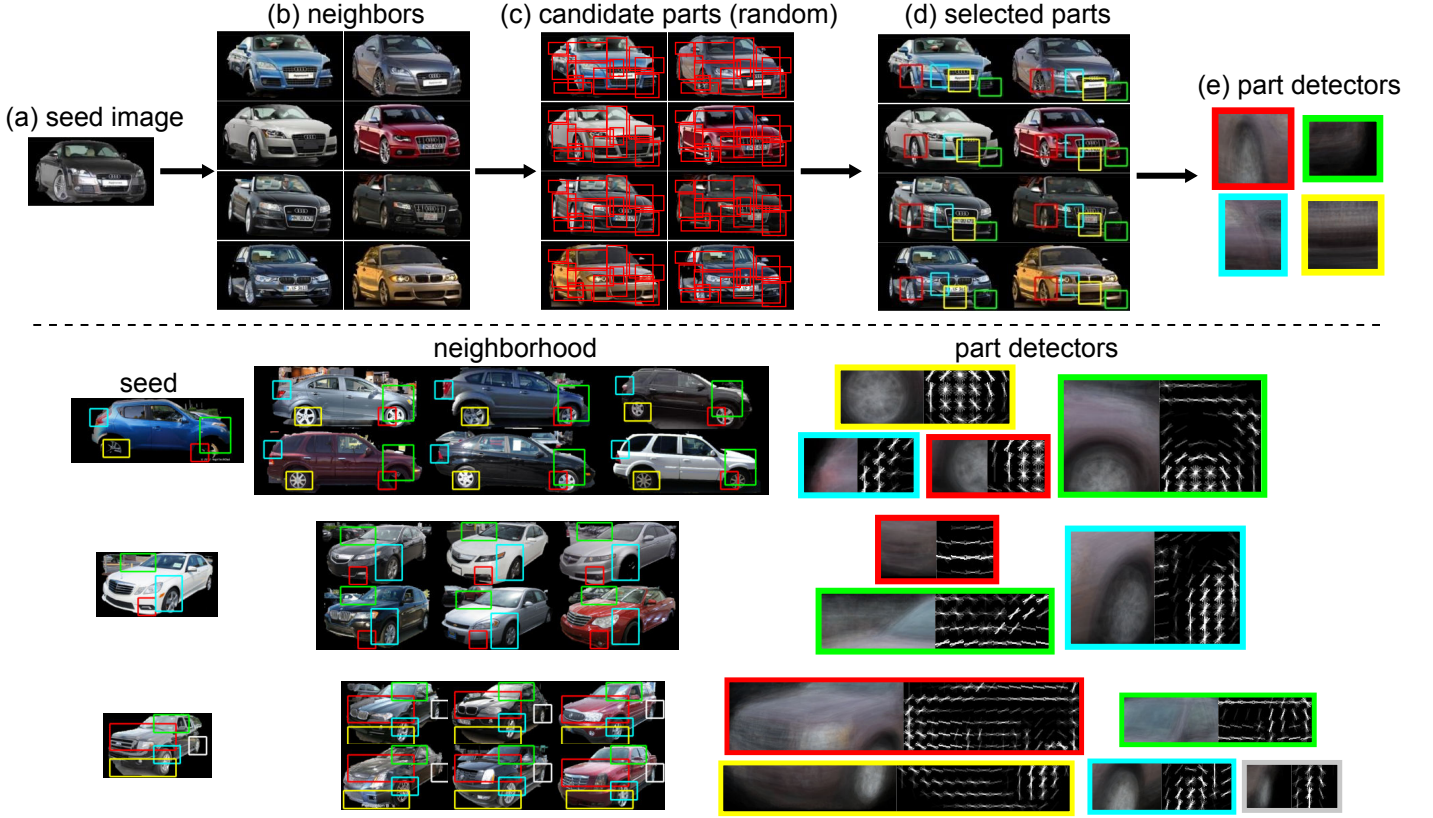 (b) neighbors
(c) candidate parts (random)
(d) selected parts
(e) part detectors
(a) seed image
neighborhood
part detectors
seed